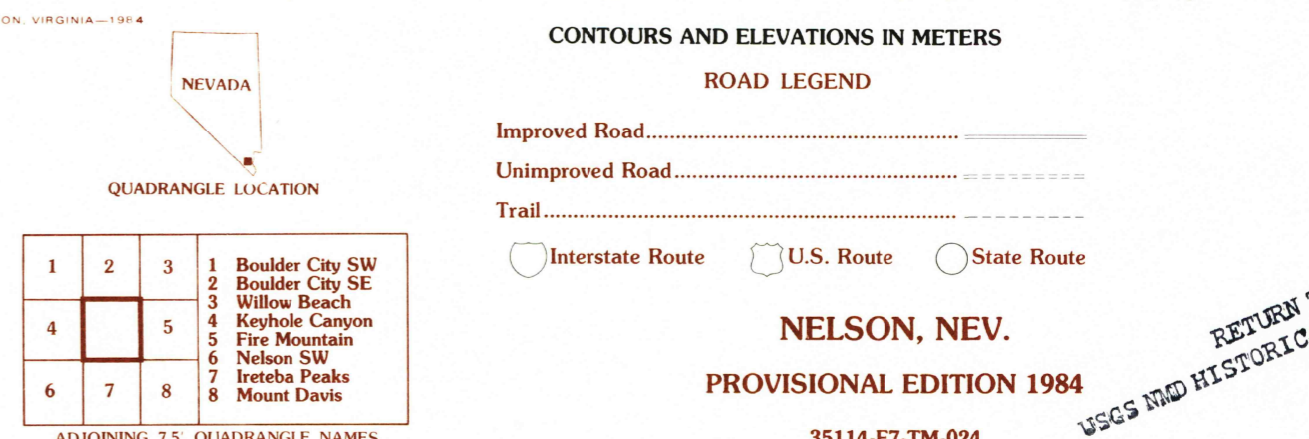 VIRGINIA—1984
NEVADA
QUADRANGLE LOCATION
1 2 3
4 5
6 7 8
1 Boulder City SW
2 Boulder City SE
3 Willow Beach
4 Keyhole Canyon
5 Fire Mountain
6 Nelson SW
7 Ireteba Peaks
8 Mount Davis
ADJOINING 7.5' QUADRANGLE NAMES
CONTOURS AND ELEVATIONS IN METERS
ROAD LEGEND
Improved Road
Unimproved Road
Trail
Interstate Route U.S. Route State Route
NELSON, NEV.
PROVISIONAL EDITION 1984
35114-F7-TM-024
RETURN
USGS NMD HISTORIC